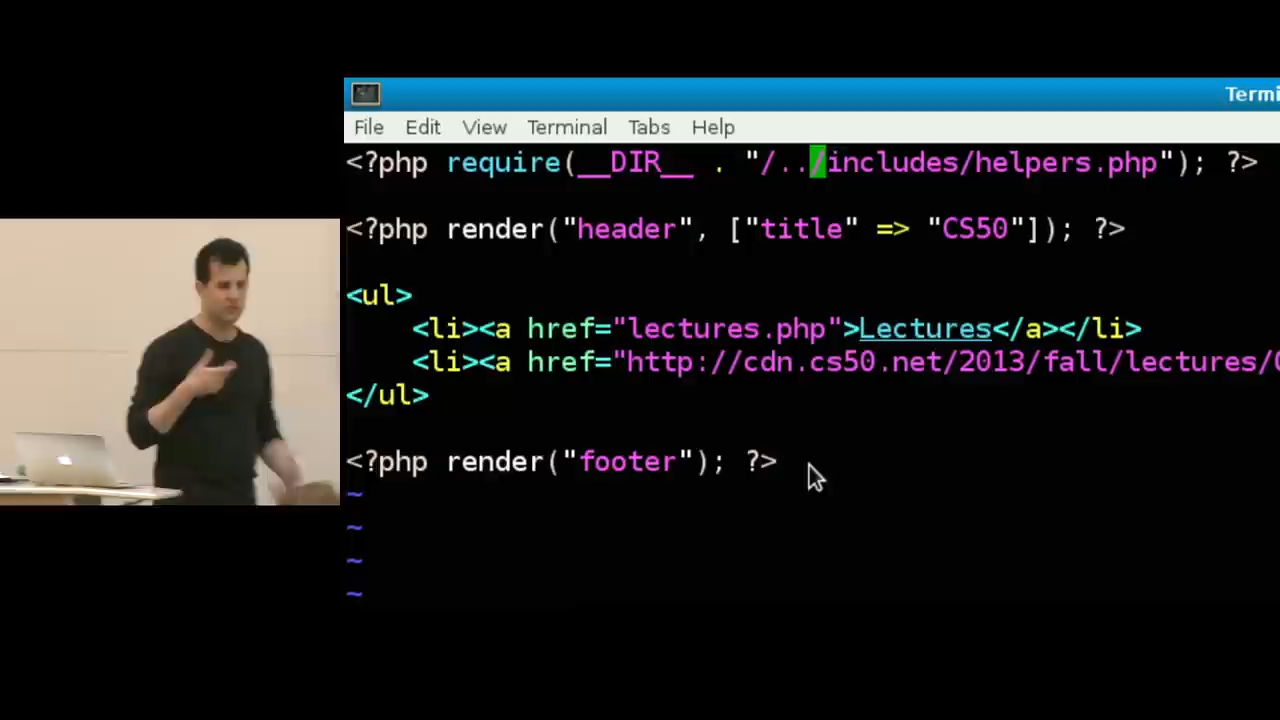 Termi
File Edit View Terminal Tabs Help
<?php require(__DIR__ . "/../includes/helpers.php"); ?>
<?php render("header", ["title" => "CS50"]); ?>
<ul>
<li><a href="lectures.php">Lectures</a></li>
<li><a href="http://cdn.cs50.net/2013/fall/lectures/
</ul>
<?php render("footer"); ?>
~
~
~
~